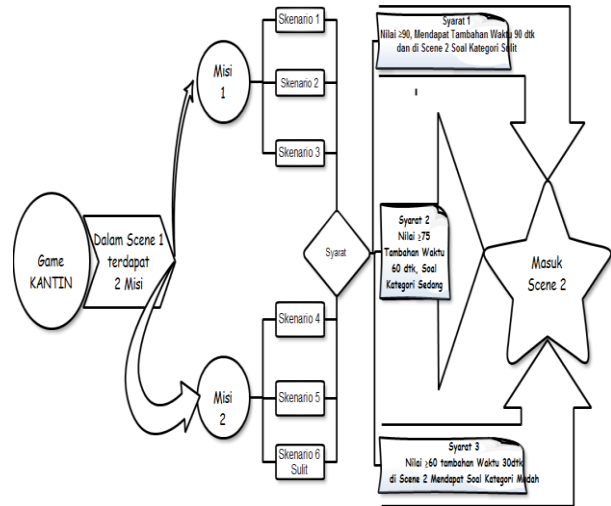 Game
KANTIN
Dalam Scene 1
terdapat
2 Misi
Misi
1
Misi
2
Skenario 1
Skenario 2
Skenario 3
Skenario 4
Skenario 5
Skenario 6
Sulit
Syarat
Syarat 1
Nilai ≥90, Mendapat Tambahan Waktu 90 dtk
dan di Scene 2 Soal Kategori Sulit
Syarat 2
Nilai ≥75
Tambahan Waktu
60 dtk, Soal
Kategori Sedang
Syarat 3
Nilai ≥60 tambahan Waktu 30dtk
di Scene 2 Mendapat Soal Kategori Mudah
Masuk
Scene 2